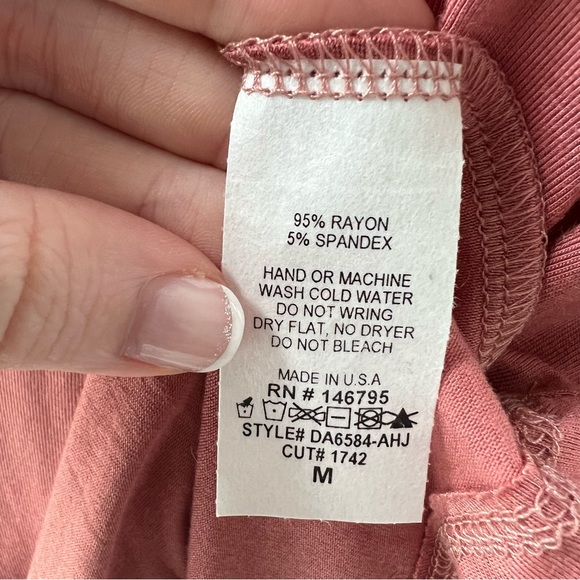 95% RAYON
5% SPANDEX
HAND OR MACHINE
WASH COLD WATER
DO NOT WRING
DRY FLAT, NO DRYER
DO NOT BLEACH
MADE IN U.S.A
RN # 146795
STYLE# DA6584-AHJ
CUT# 1742
M